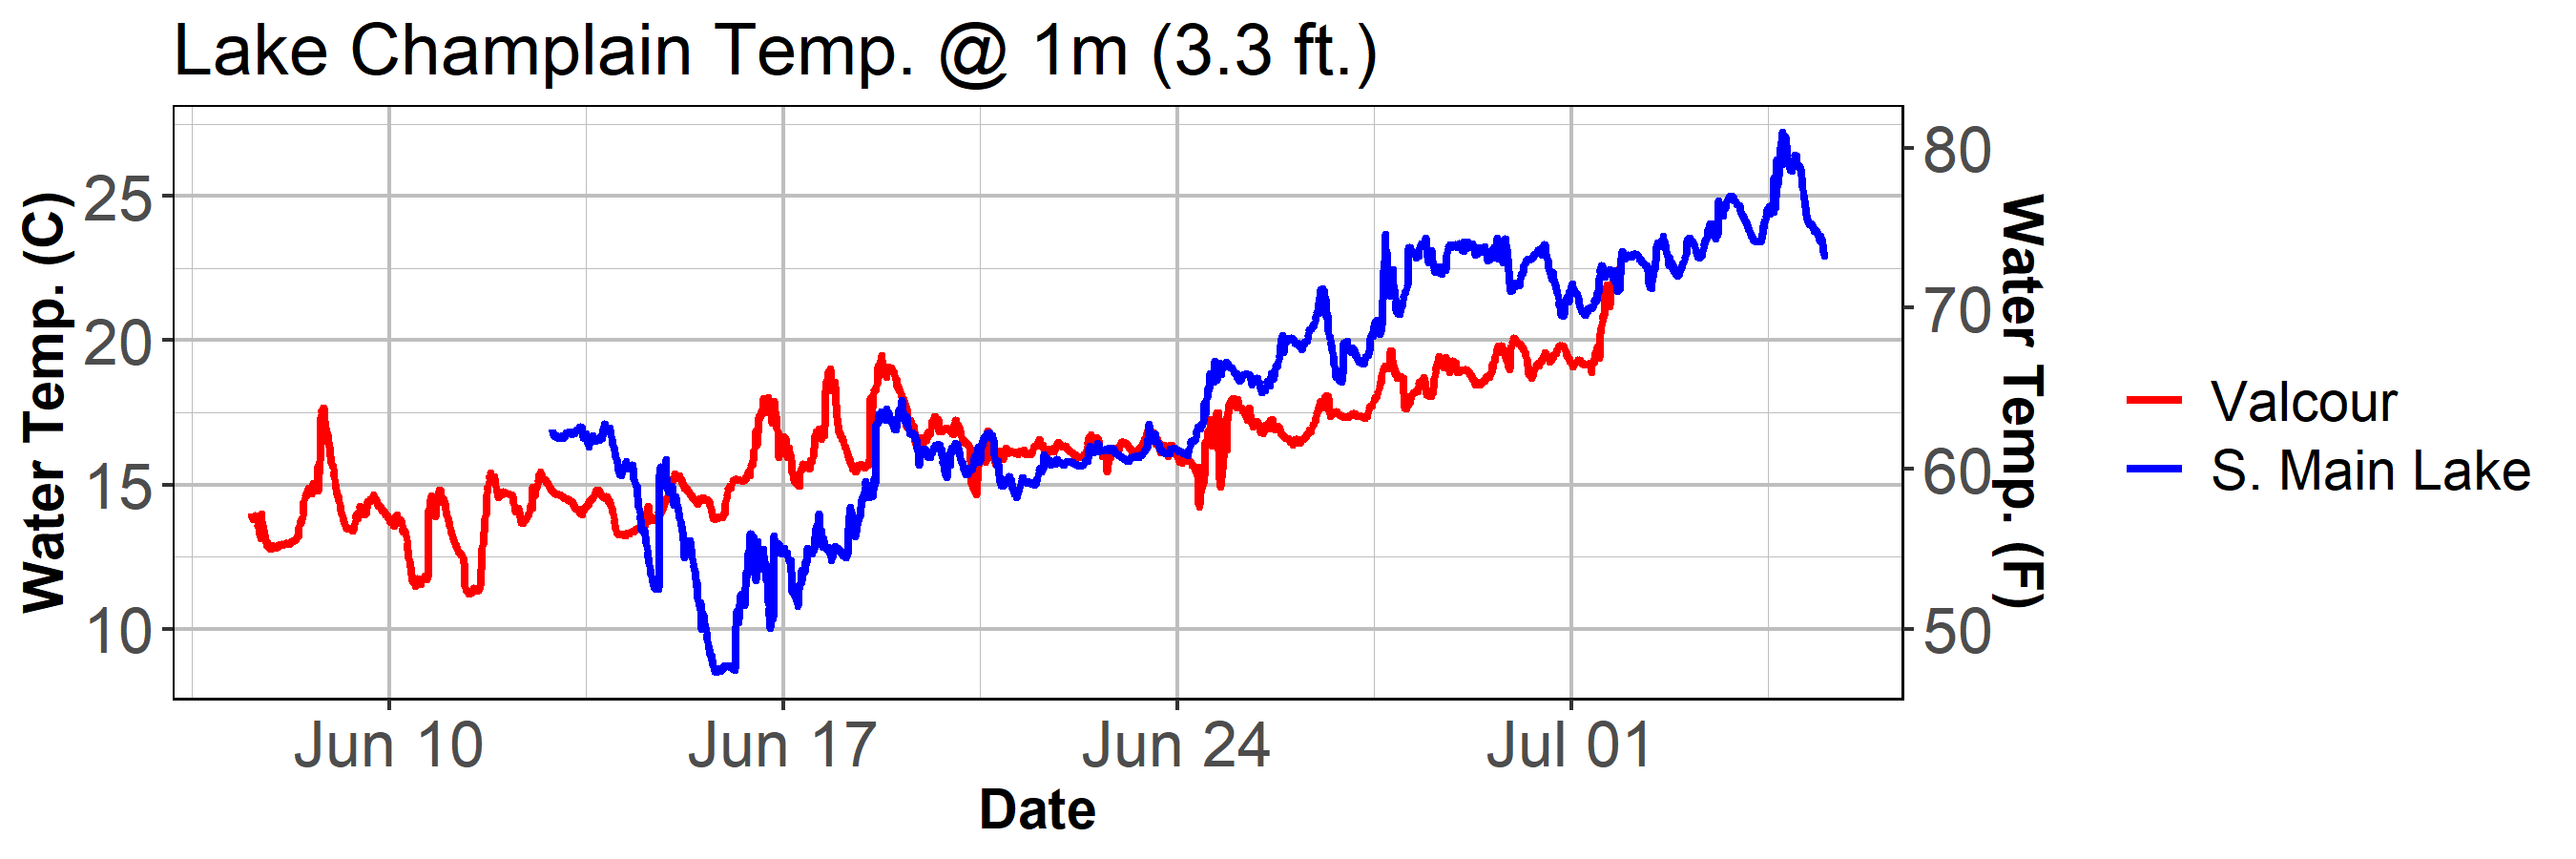 Lake Champlain Temp. @ 1m (3.3 ft.)
Water Temp. (C)
25
20
15
10
80
70
60
50
Water Temp. (F)
Jun 10
Jun 17
Jun 24
Jul 01
Date
Valcour
S. Main Lake